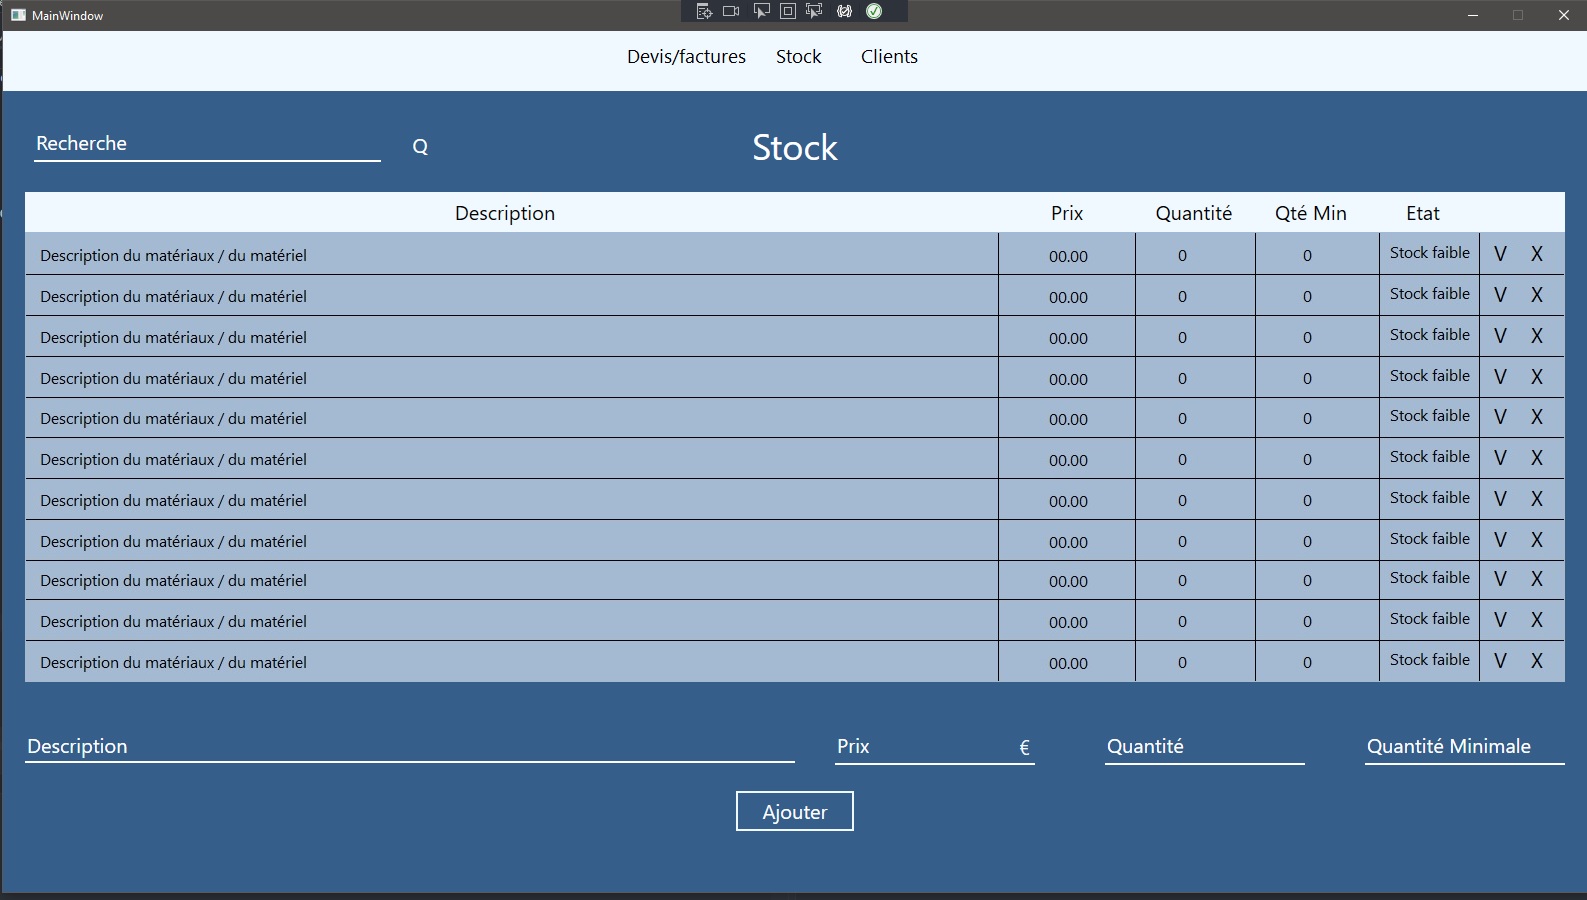 MainWindow
Devis/factures Stock Clients
Recherche Q Stock
Description Prix Quantité Qté Min Etat
Description du matériaux / du matériel 00.00 0 0 Stock faible V X
Description du matériaux / du matériel 00.00 0 0 Stock faible V X
Description du matériaux / du matériel 00.00 0 0 Stock faible V X
Description du matériaux / du matériel 00.00 0 0 Stock faible V X
Description du matériaux / du matériel 00.00 0 0 Stock faible V X
Description du matériaux / du matériel 00.00 0 0 Stock faible V X
Description du matériaux / du matériel 00.00 0 0 Stock faible V X
Description du matériaux / du matériel 00.00 0 0 Stock faible V X
Description du matériaux / du matériel 00.00 0 0 Stock faible V X
Description du matériaux / du matériel 00.00 0 0 Stock faible V X
Description du matériaux / du matériel 00.00 0 0 Stock faible V X
Description Prix € Quantité Quantité Minimale
Ajouter